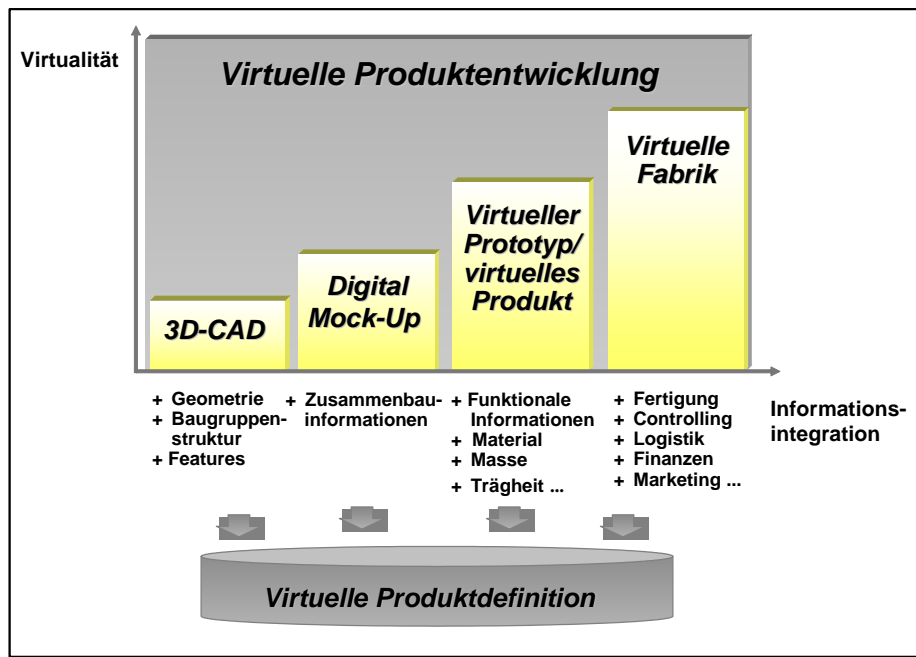 Virtualität
Virtuelle Produktentwicklung
Virtuelle
Fabrik
Virtueller
Prototyp/
virtuelles
Produkt
Digital
Mock-Up
3D-CAD
+ Geometrie
+ Baugruppen-
struktur
+ Features
+ Zusammenbau-
informationen
+ Funktionale
Informationen
+ Material
+ Masse
+ Trägheit ...
+ Fertigung
+ Controlling
+ Logistik
+ Finanzen
+ Marketing ...
Informations-
integration
Virtuelle Produktdefinition